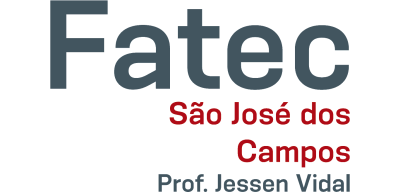 Fatec
São José dos
Campos
Prof. Jessen Vidal